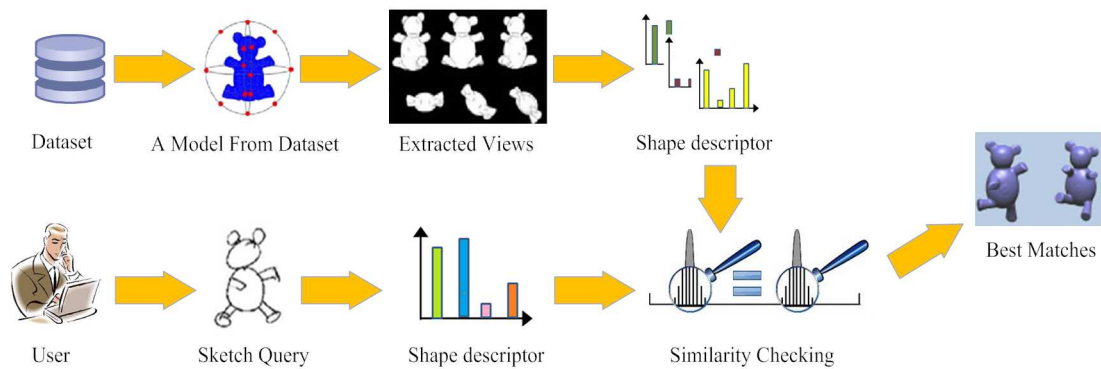 Dataset
A Model From Dataset
Extracted Views
Shape descriptor
Best Matches
User
Sketch Query
Shape descriptor
Similarity Checking